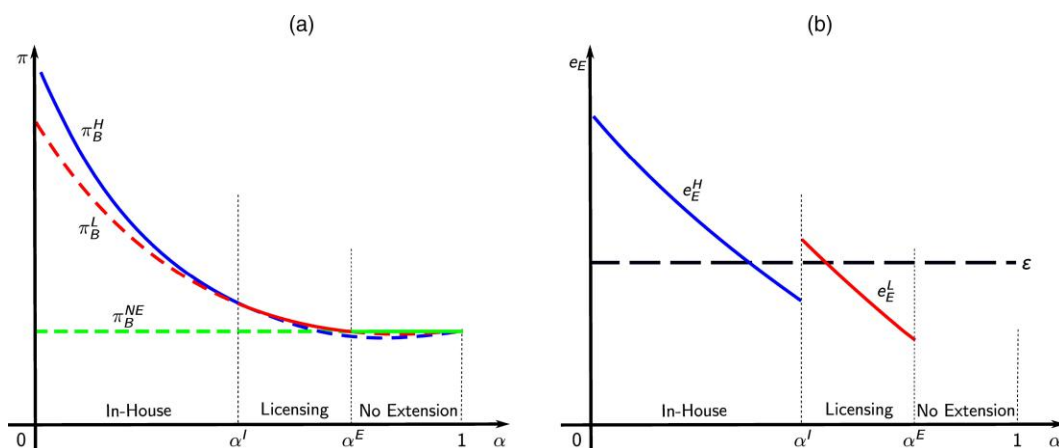 (a)
π
π_B^H
π_B^L
π_B^NE
In-House
Licensing
No Extension
0
α^I
α^E
1
α
(b)
e_E
e_E^H
e_E^L
ε
In-House
Licensing
No Extension
0
α^I
α^E
1
α